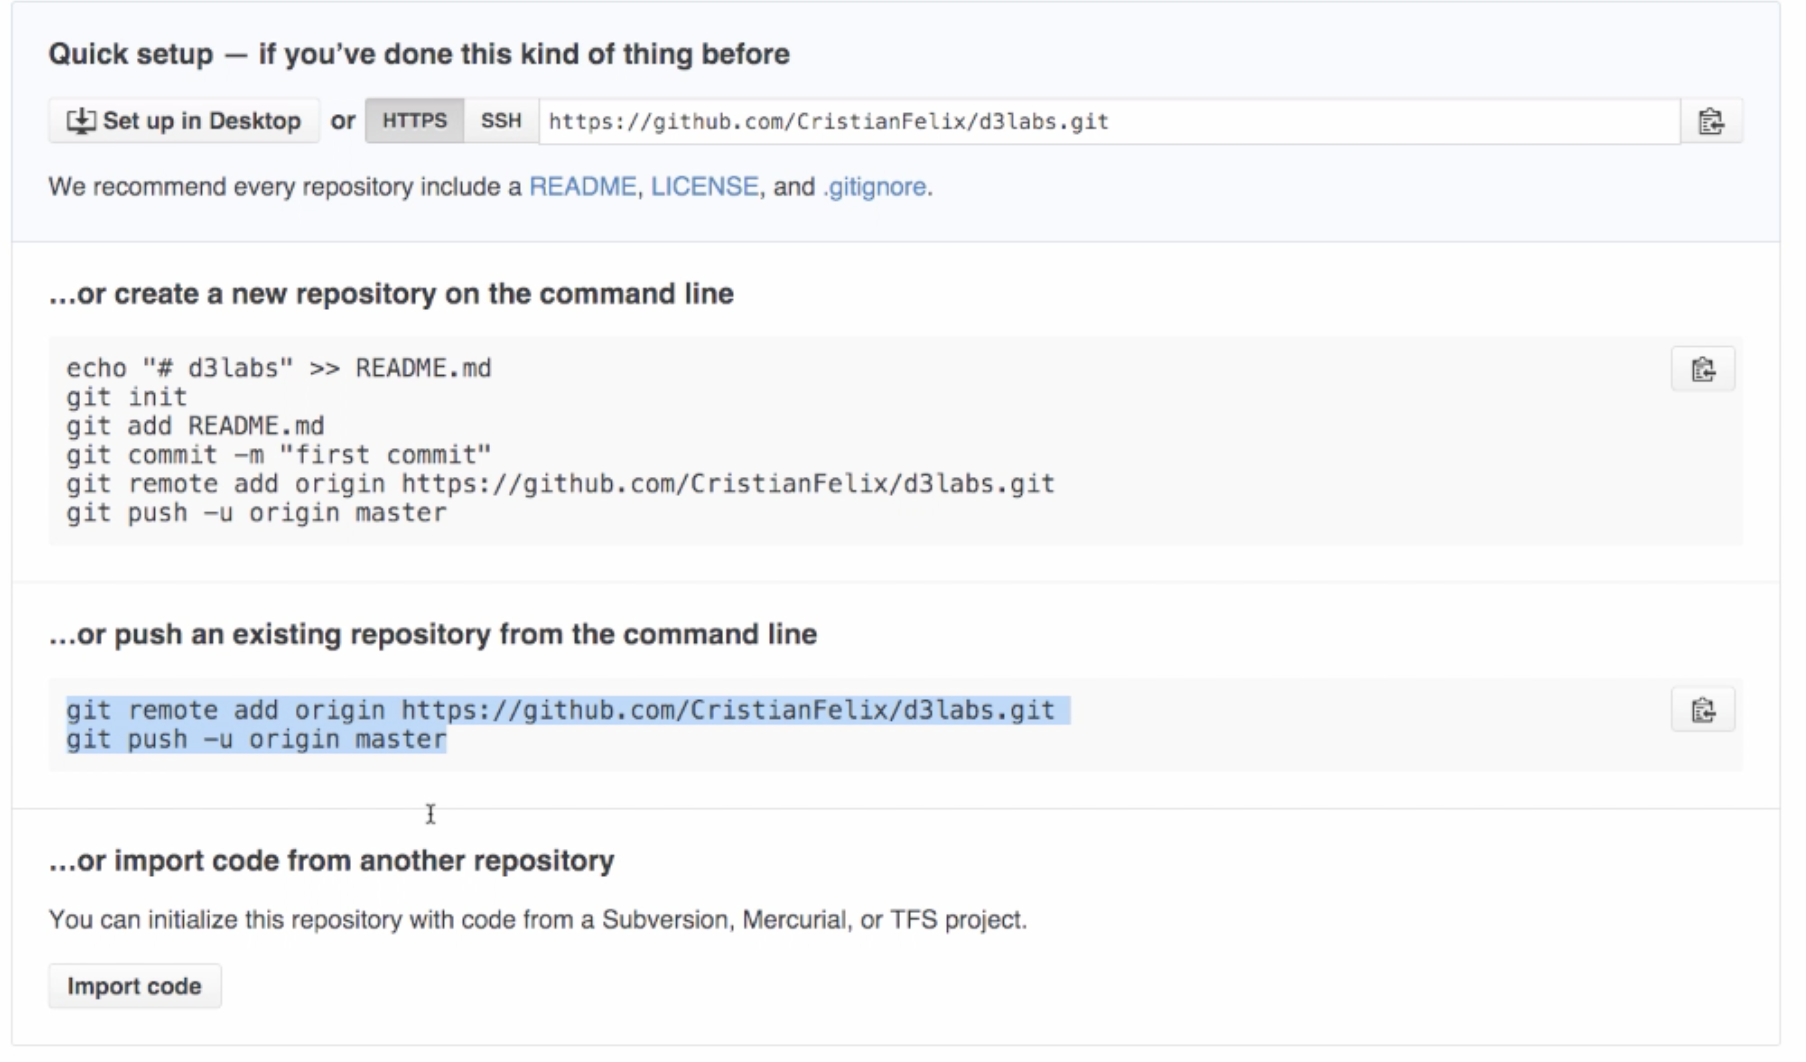 Quick setup — if you’ve done this kind of thing before
Set up in Desktop or HTTPS SSH https://github.com/CristianFelix/d3labs.git
We recommend every repository include a README, LICENSE, and .gitignore.
…or create a new repository on the command line
echo "# d3labs" >> README.md
git init
git add README.md
git commit -m "first commit"
git remote add origin https://github.com/CristianFelix/d3labs.git
git push -u origin master
…or push an existing repository from the command line
git remote add origin https://github.com/CristianFelix/d3labs.git
git push -u origin master
…or import code from another repository
You can initialize this repository with code from a Subversion, Mercurial, or TFS project.
Import code